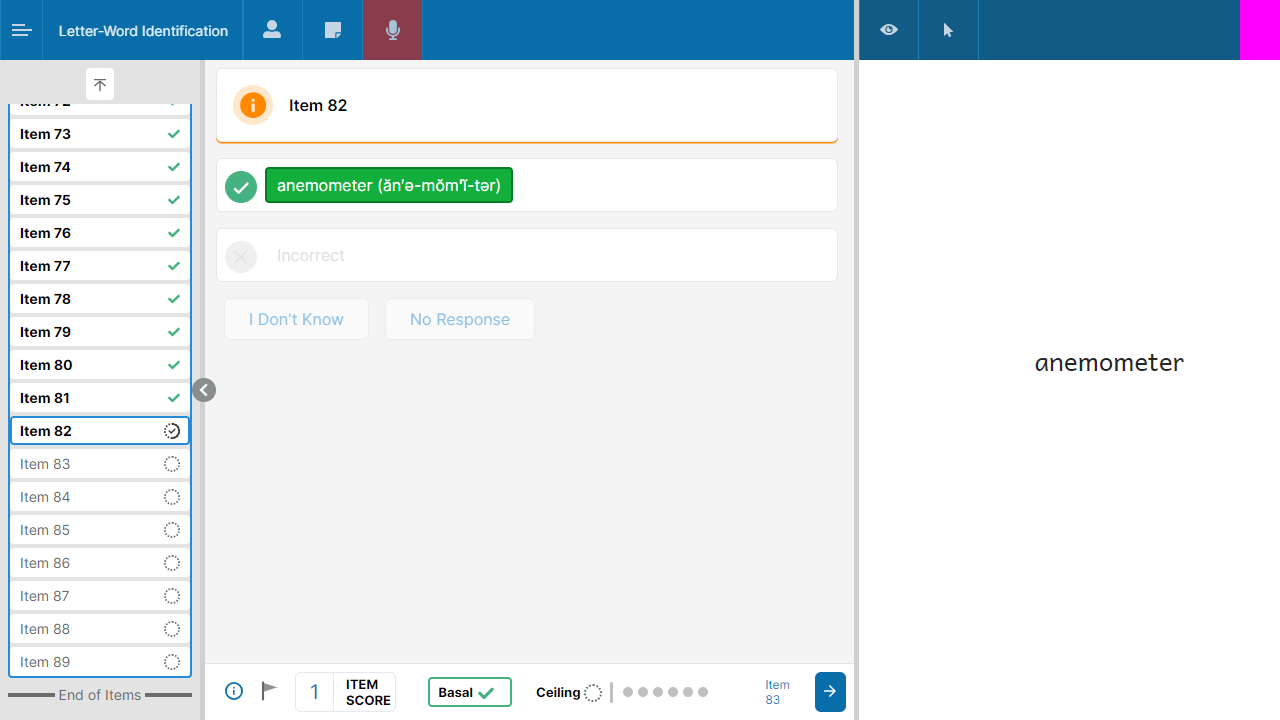 Letter-Word Identification
Item 72
Item 73
Item 74
Item 75
Item 76
Item 77
Item 78
Item 79
Item 80
Item 81
Item 82
Item 83
Item 84
Item 85
Item 86
Item 87
Item 88
Item 89
End of Items
Item 82
anemometer (ăn′ə-mŏm′ĭ-tər)
Incorrect
I Don't Know
No Response
1
ITEM
SCORE
Basal
Ceiling
Item
83
anemometer